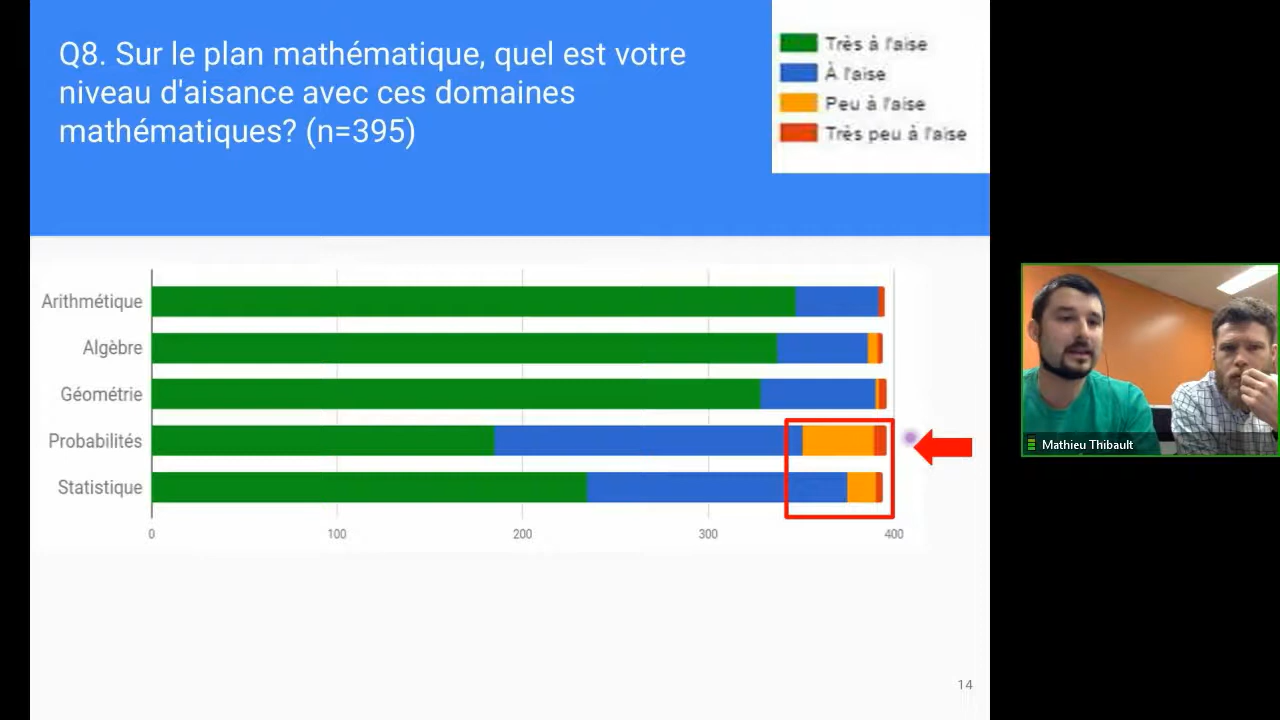 Q8. Sur le plan mathématique, quel est votre
niveau d'aisance avec ces domaines
mathématiques? (n=395)
Très à l'aise
À l'aise
Peu à l'aise
Très peu à l'aise
Arithmétique
Algèbre
Géométrie
Probabilités
Statistique
0 100 200 300 400
Mathieu Thibault
14